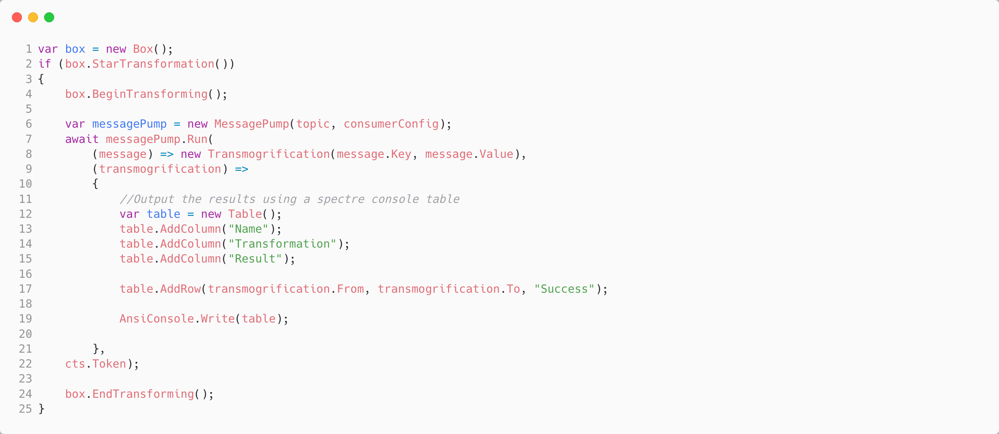 1 var box = new Box();
2 if (box.StarTransformation())
3 {
4     box.BeginTransforming();
5
6     var messagePump = new MessagePump(topic, consumerConfig);
7     await messagePump.Run(
8         (message) => new Transmogrification(message.Key, message.Value),
9         (transmogrification) =>
10         {
11             //Output the results using a spectre console table
12             var table = new Table();
13             table.AddColumn("Name");
14             table.AddColumn("Transformation");
15             table.AddColumn("Result");
16
17             table.AddRow(transmogrification.From, transmogrification.To, "Success");
18
19             AnsiConsole.Write(table);
20
21         },
22     cts.Token);
23
24     box.EndTransforming();
25 }